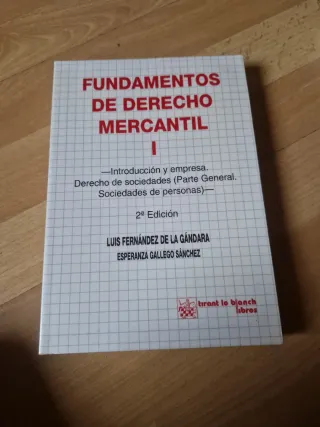 FUNDAMENTOS
DE DERECHO
MERCANTIL
I
—Introducción y empresa.
Derecho de sociedades (Parte General.
Sociedades de personas)—
2ª Edición
LUIS FERNÁNDEZ DE LA GÁNDARA
ESPERANZA GALLEGO SÁNCHEZ
tirant lo blanch
libros